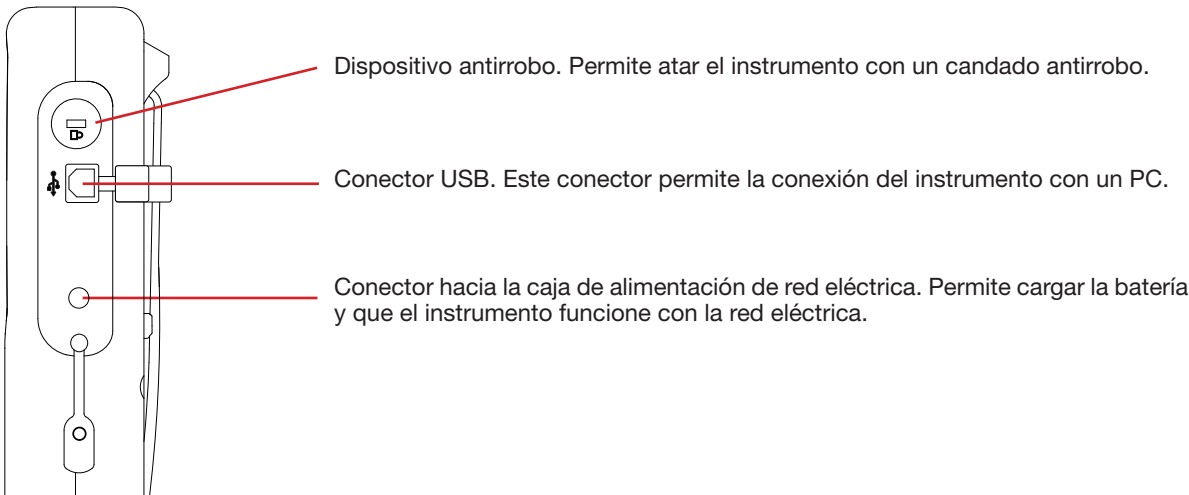 Dispositivo antirrobo. Permite atar el instrumento con un candado antirrobo.
Conector USB. Este conector permite la conexión del instrumento con un PC.
Conector hacia la caja de alimentación de red eléctrica. Permite cargar la batería
y que el instrumento funcione con la red eléctrica.